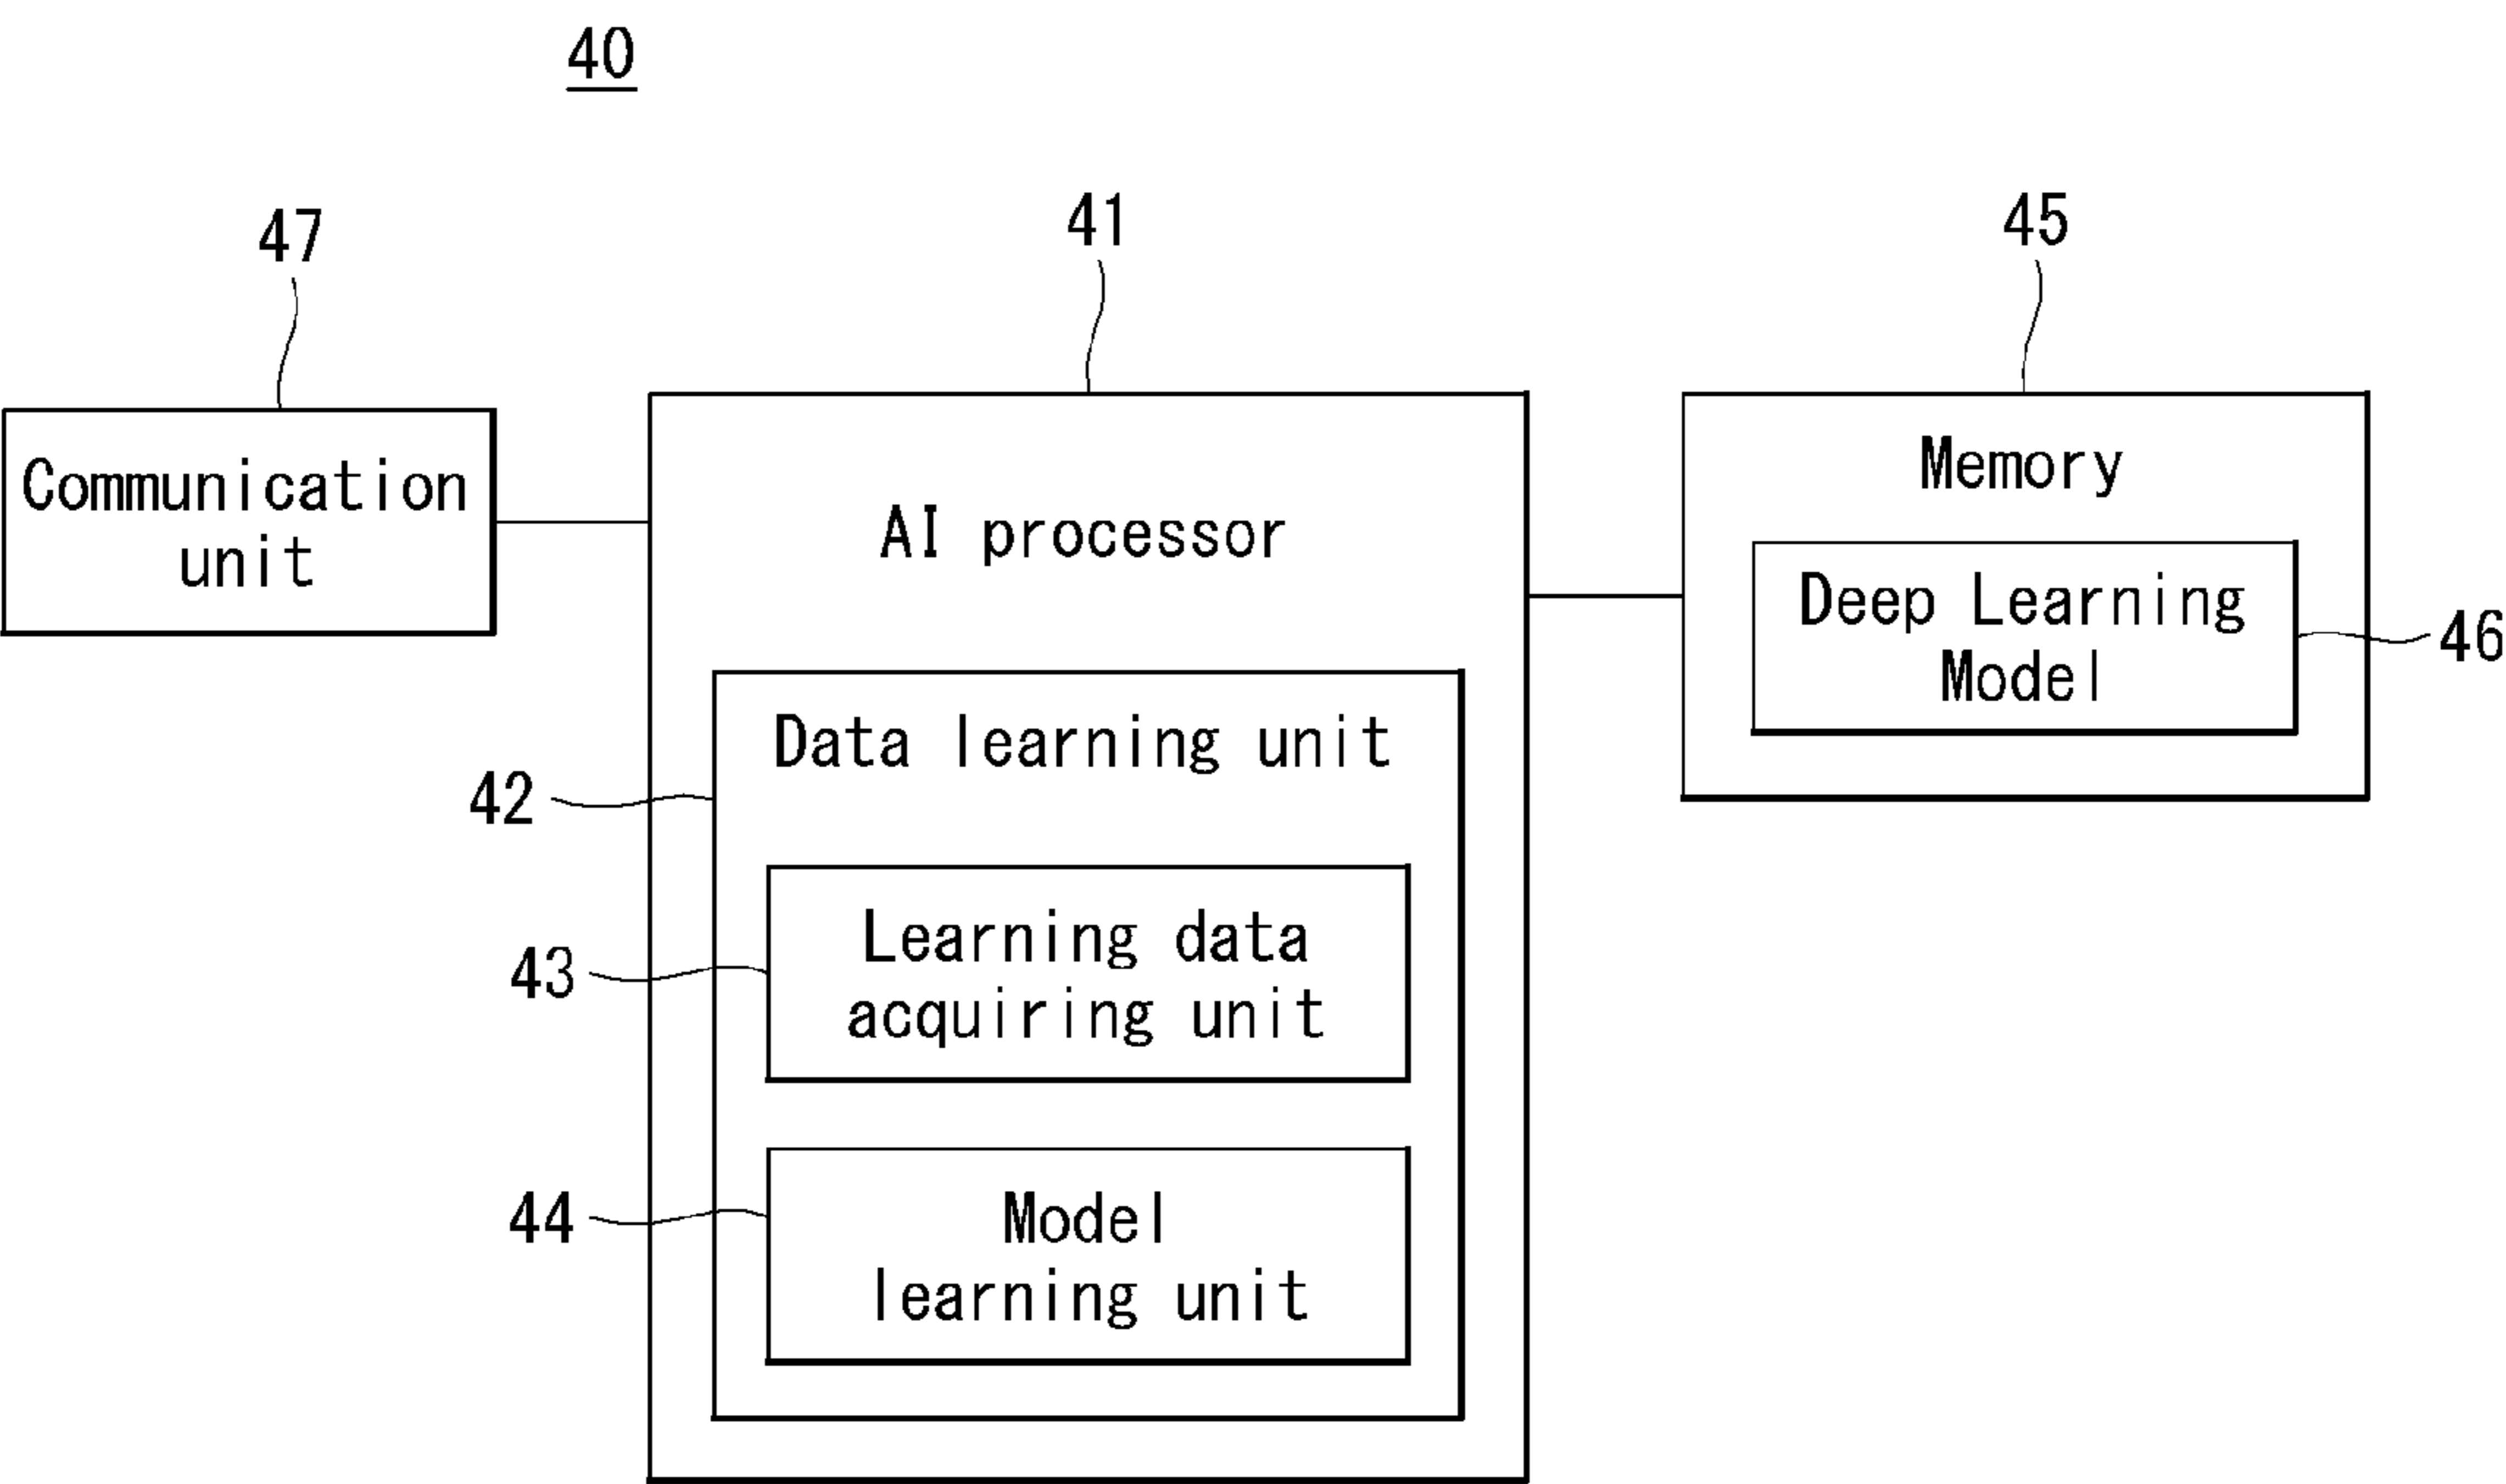 40
47
41
45
Communication
unit
AI processor
Memory
Deep Learning
Model
46
Data learning unit
42
Learning data
acquiring unit
43
Model
learning unit
44